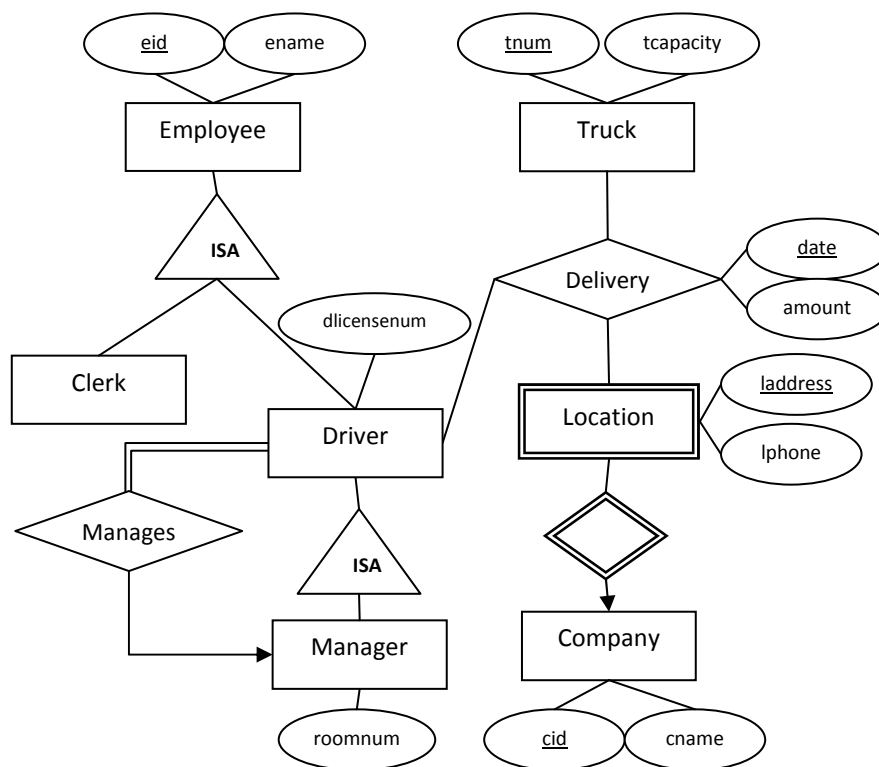 eid
ename
tnum
tcapacity
Employee
Truck
ISA
date
Delivery
amount
dlicensenum
Clerk
laddress
Driver
Location
lphone
Manages
ISA
Manager
Company
roomnum
cid
cname